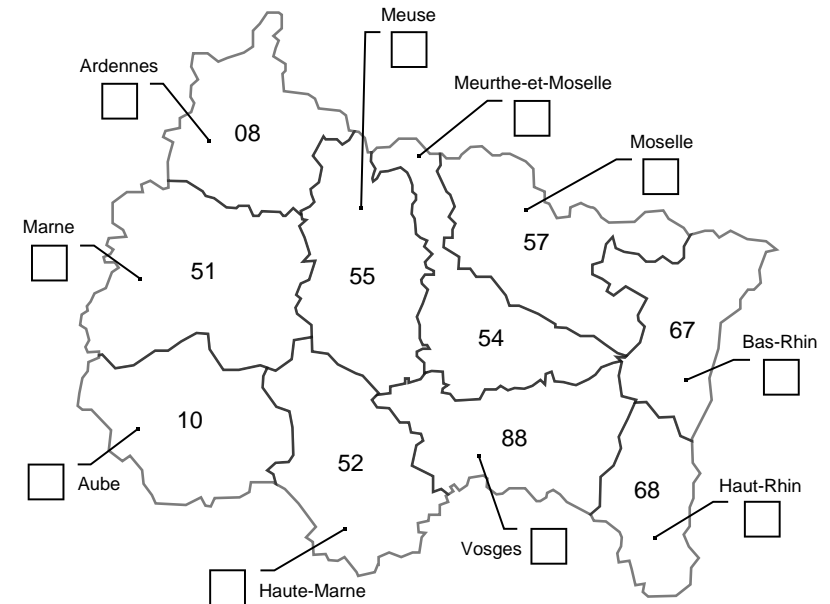 Meuse
Ardennes
Meurthe-et-Moselle
08
Moselle
Marne
57
51
55
67
54
Bas-Rhin
10
88
52
Aube
68
Haut-Rhin
Vosges
Haute-Marne